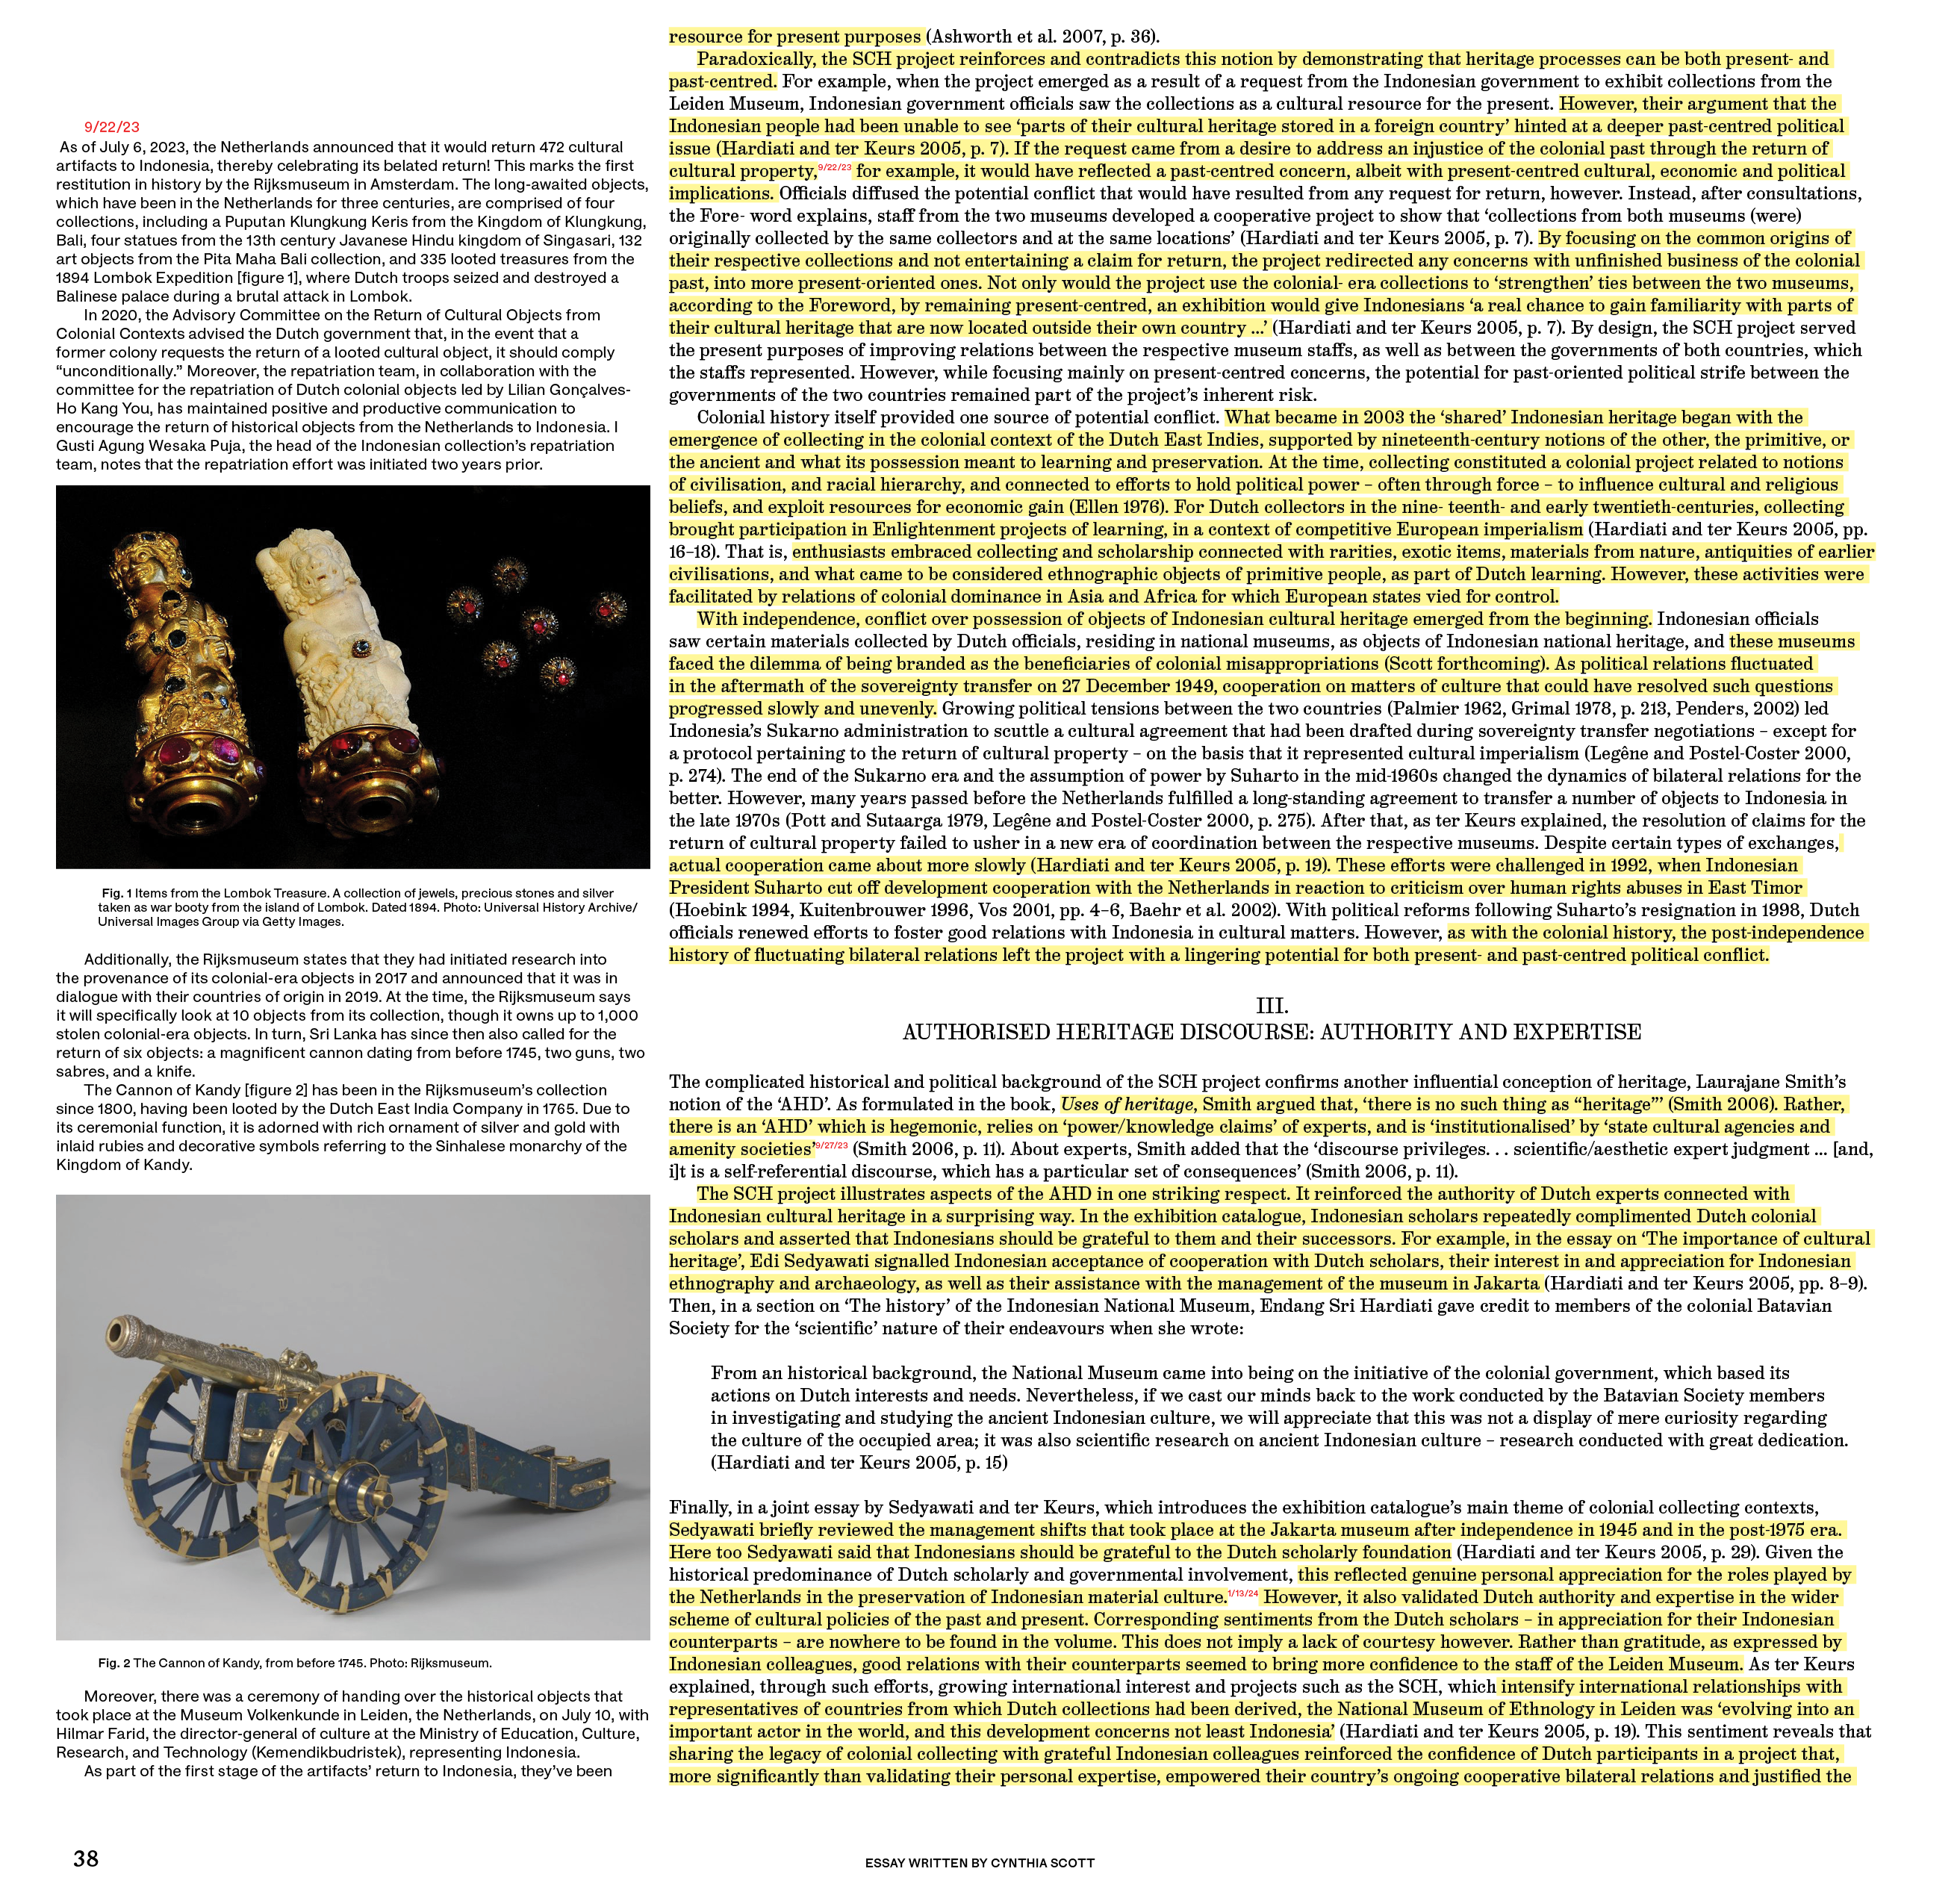 9/22/23
As of July 6, 2023, the Netherlands announced that it would return 472 cultural
artifacts to Indonesia, thereby celebrating its belated return! This marks the first
restitution in history by the Rijksmuseum in Amsterdam. The long-awaited objects,
which have been in the Netherlands for three centuries, are comprised of four
collections, including a Puputan Klungkung Keris from the Kingdom of Klungkung,
Bali, four statues from the 13th century Javanese Hindu kingdom of Singasari, 132
art objects from the Pita Maha Bali collection, and 335 looted treasures from the
1894 Lombok Expedition [figure 1], where Dutch troops seized and destroyed a
Balinese palace during a brutal attack in Lombok.
In 2020, the Advisory Committee on the Return of Cultural Objects from
Colonial Contexts advised the Dutch government that, in the event that a
former colony requests the return of a looted cultural object, it should comply
“unconditionally.” Moreover, the repatriation team, in collaboration with the
committee for the repatriation of Dutch colonial objects led by Lilian Gonçalves-
Ho Kang You, has maintained positive and productive communication to
encourage the return of historical objects from the Netherlands to Indonesia. I
Gusti Agung Wesaka Puja, the head of the Indonesian collection’s repatriation
team, notes that the repatriation effort was initiated two years prior.
Fig. 1 Items from the Lombok Treasure. A collection of jewels, precious stones and silver
taken as war booty from the island of Lombok. Dated 1894. Photo: Universal History Archive/
Universal Images Group via Getty Images.
Additionally, the Rijksmuseum states that they had initiated research into
the provenance of its colonial-era objects in 2017 and announced that it was in
dialogue with their countries of origin in 2019. At the time, the Rijksmuseum says
it will specifically look at 10 objects from its collection, though it owns up to 1,000
stolen colonial-era objects. In turn, Sri Lanka has since then also called for the
return of six objects: a magnificent cannon dating from before 1745, two guns, two
sabres, and a knife.
The Cannon of Kandy [figure 2] has been in the Rijksmuseum’s collection
since 1800, having been looted by the Dutch East India Company in 1765. Due to
its ceremonial function, it is adorned with rich ornament of silver and gold with
inlaid rubies and decorative symbols referring to the Sinhalese monarchy of the
Kingdom of Kandy.
Fig. 2 The Cannon of Kandy, from before 1745. Photo: Rijksmuseum.
Moreover, there was a ceremony of handing over the historical objects that
took place at the Museum Volkenkunde in Leiden, the Netherlands, on July 10, with
Hilmar Farid, the director-general of culture at the Ministry of Education, Culture,
Research, and Technology (Kemendikbudristek), representing Indonesia.
As part of the first stage of the artifacts’ return to Indonesia, they’ve been
resource for present purposes (Ashworth et al. 2007, p. 36).
Paradoxically, the SCH project reinforces and contradicts this notion by demonstrating that heritage processes can be both present- and
past-centred. For example, when the project emerged as a result of a request from the Indonesian government to exhibit collections from the
Leiden Museum, Indonesian government officials saw the collections as a cultural resource for the present. However, their argument that the
Indonesian people had been unable to see ‘parts of their cultural heritage stored in a foreign country’ hinted at a deeper past-centred political
issue (Hardiati and ter Keurs 2005, p. 7). If the request came from a desire to address an injustice of the colonial past through the return of
cultural property,9/22/23 for example, it would have reflected a past-centred concern, albeit with present-centred cultural, economic and political
implications. Officials diffused the potential conflict that would have resulted from any request for return, however. Instead, after consultations,
the Fore- word explains, staff from the two museums developed a cooperative project to show that ‘collections from both museums (were)
originally collected by the same collectors and at the same locations’ (Hardiati and ter Keurs 2005, p. 7). By focusing on the common origins of
their respective collections and not entertaining a claim for return, the project redirected any concerns with unfinished business of the colonial
past, into more present-oriented ones. Not only would the project use the colonial- era collections to ‘strengthen’ ties between the two museums,
according to the Foreword, by remaining present-centred, an exhibition would give Indonesians ‘a real chance to gain familiarity with parts of
their cultural heritage that are now located outside their own country ...’ (Hardiati and ter Keurs 2005, p. 7). By design, the SCH project served
the present purposes of improving relations between the respective museum staffs, as well as between the governments of both countries, which
the staffs represented. However, while focusing mainly on present-centred concerns, the potential for past-oriented political strife between the
governments of the two countries remained part of the project’s inherent risk.
Colonial history itself provided one source of potential conflict. What became in 2003 the ‘shared’ Indonesian heritage began with the
emergence of collecting in the colonial context of the Dutch East Indies, supported by nineteenth-century notions of the other, the primitive, or
the ancient and what its possession meant to learning and preservation. At the time, collecting constituted a colonial project related to notions
of civilisation, and racial hierarchy, and connected to efforts to hold political power – often through force – to influence cultural and religious
beliefs, and exploit resources for economic gain (Ellen 1976). For Dutch collectors in the nine- teenth- and early twentieth-centuries, collecting
brought participation in Enlightenment projects of learning, in a context of competitive European imperialism (Hardiati and ter Keurs 2005, pp.
16–18). That is, enthusiasts embraced collecting and scholarship connected with rarities, exotic items, materials from nature, antiquities of earlier
civilisations, and what came to be considered ethnographic objects of primitive people, as part of Dutch learning. However, these activities were
facilitated by relations of colonial dominance in Asia and Africa for which European states vied for control.
With independence, conflict over possession of objects of Indonesian cultural heritage emerged from the beginning. Indonesian officials
saw certain materials collected by Dutch officials, residing in national museums, as objects of Indonesian national heritage, and these museums
faced the dilemma of being branded as the beneficiaries of colonial misappropriations (Scott forthcoming). As political relations fluctuated
in the aftermath of the sovereignty transfer on 27 December 1949, cooperation on matters of culture that could have resolved such questions
progressed slowly and unevenly. Growing political tensions between the two countries (Palmier 1962, Grimal 1978, p. 213, Penders, 2002) led
Indonesia’s Sukarno administration to scuttle a cultural agreement that had been drafted during sovereignty transfer negotiations – except for
a protocol pertaining to the return of cultural property – on the basis that it represented cultural imperialism (Legêne and Postel-Coster 2000,
p. 274). The end of the Sukarno era and the assumption of power by Suharto in the mid-1960s changed the dynamics of bilateral relations for the
better. However, many years passed before the Netherlands fulfilled a long-standing agreement to transfer a number of objects to Indonesia in
the late 1970s (Pott and Sutaarga 1979, Legêne and Postel-Coster 2000, p. 275). After that, as ter Keurs explained, the resolution of claims for the
return of cultural property failed to usher in a new era of coordination between the respective museums. Despite certain types of exchanges,
actual cooperation came about more slowly (Hardiati and ter Keurs 2005, p. 19). These efforts were challenged in 1992, when Indonesian
President Suharto cut off development cooperation with the Netherlands in reaction to criticism over human rights abuses in East Timor
(Hoebink 1994, Kuitenbrouwer 1996, Vos 2001, pp. 4–6, Baehr et al. 2002). With political reforms following Suharto’s resignation in 1998, Dutch
officials renewed efforts to foster good relations with Indonesia in cultural matters. However, as with the colonial history, the post-independence
history of fluctuating bilateral relations left the project with a lingering potential for both present- and past-centred political conflict.
III.
AUTHORISED HERITAGE DISCOURSE: AUTHORITY AND EXPERTISE
The complicated historical and political background of the SCH project confirms another influential conception of heritage, Laurajane Smith’s
notion of the ‘AHD’. As formulated in the book, Uses of heritage, Smith argued that, ‘there is no such thing as “heritage”’ (Smith 2006). Rather,
there is an ‘AHD’ which is hegemonic, relies on ‘power/knowledge claims’ of experts, and is ‘institutionalised’ by ‘state cultural agencies and
amenity societies’9/27/23 (Smith 2006, p. 11). About experts, Smith added that the ‘discourse privileges. . . scientific/aesthetic expert judgment ... [and,
i]t is a self-referential discourse, which has a particular set of consequences’ (Smith 2006, p. 11).
The SCH project illustrates aspects of the AHD in one striking respect. It reinforced the authority of Dutch experts connected with
Indonesian cultural heritage in a surprising way. In the exhibition catalogue, Indonesian scholars repeatedly complimented Dutch colonial
scholars and asserted that Indonesians should be grateful to them and their successors. For example, in the essay on ‘The importance of cultural
heritage’, Edi Sedyawati signalled Indonesian acceptance of cooperation with Dutch scholars, their interest in and appreciation for Indonesian
ethnography and archaeology, as well as their assistance with the management of the museum in Jakarta (Hardiati and ter Keurs 2005, pp. 8–9).
Then, in a section on ‘The history’ of the Indonesian National Museum, Endang Sri Hardiati gave credit to members of the colonial Batavian
Society for the ‘scientific’ nature of their endeavours when she wrote:
From an historical background, the National Museum came into being on the initiative of the colonial government, which based its
actions on Dutch interests and needs. Nevertheless, if we cast our minds back to the work conducted by the Batavian Society members
in investigating and studying the ancient Indonesian culture, we will appreciate that this was not a display of mere curiosity regarding
the culture of the occupied area; it was also scientific research on ancient Indonesian culture – research conducted with great dedication.
(Hardiati and ter Keurs 2005, p. 15)
Finally, in a joint essay by Sedyawati and ter Keurs, which introduces the exhibition catalogue’s main theme of colonial collecting contexts,
Sedyawati briefly reviewed the management shifts that took place at the Jakarta museum after independence in 1945 and in the post-1975 era.
Here too Sedyawati said that Indonesians should be grateful to the Dutch scholarly foundation (Hardiati and ter Keurs 2005, p. 29). Given the
historical predominance of Dutch scholarly and governmental involvement, this reflected genuine personal appreciation for the roles played by
the Netherlands in the preservation of Indonesian material culture.1/13/24 However, it also validated Dutch authority and expertise in the wider
scheme of cultural policies of the past and present. Corresponding sentiments from the Dutch scholars – in appreciation for their Indonesian
counterparts – are nowhere to be found in the volume. This does not imply a lack of courtesy however. Rather than gratitude, as expressed by
Indonesian colleagues, good relations with their counterparts seemed to bring more confidence to the staff of the Leiden Museum. As ter Keurs
explained, through such efforts, growing international interest and projects such as the SCH, which intensify international relationships with
representatives of countries from which Dutch collections had been derived, the National Museum of Ethnology in Leiden was ‘evolving into an
important actor in the world, and this development concerns not least Indonesia’ (Hardiati and ter Keurs 2005, p. 19). This sentiment reveals that
sharing the legacy of colonial collecting with grateful Indonesian colleagues reinforced the confidence of Dutch participants in a project that,
more significantly than validating their personal expertise, empowered their country’s ongoing cooperative bilateral relations and justified the
38
ESSAY WRITTEN BY CYNTHIA SCOTT